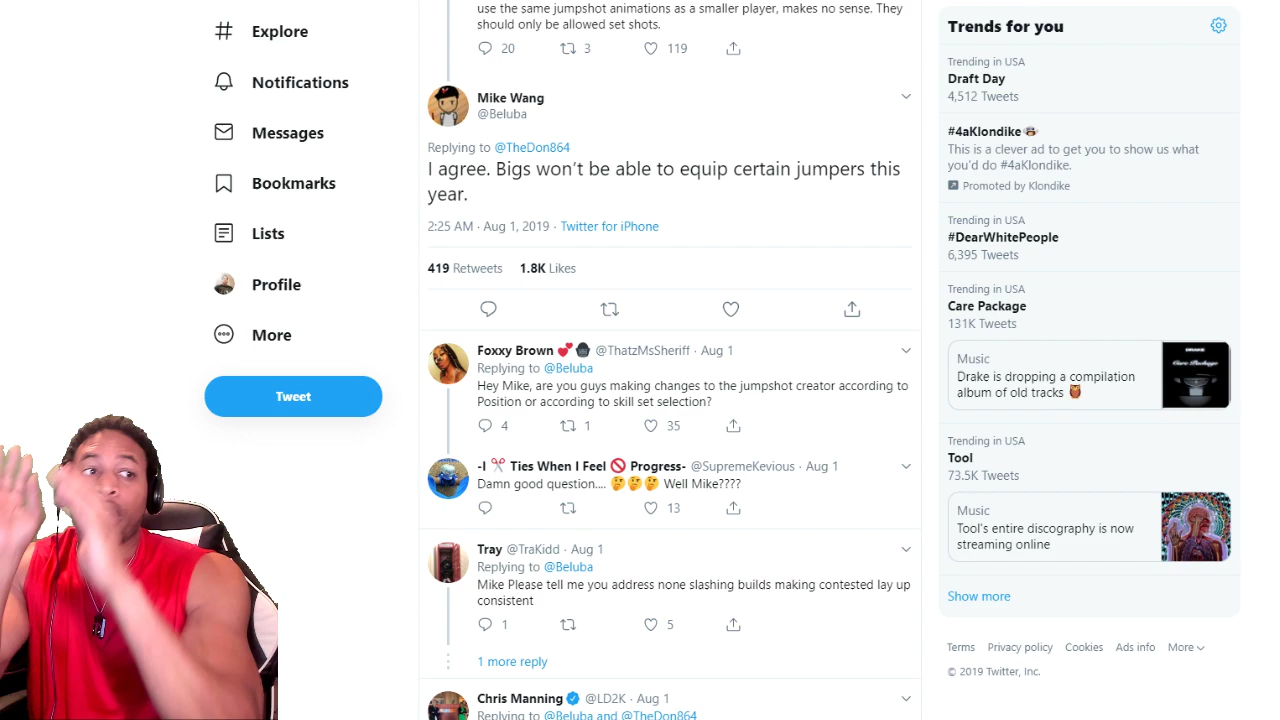 Explore
Notifications
Messages
Bookmarks
Lists
Profile
More
Tweet
use the same jumpshot animations as a smaller player, makes no sense. They
should only be allowed set shots.
20 3 119
Mike Wang
@Beluba
Replying to @TheDon864
I agree. Bigs won't be able to equip certain jumpers this
year.
2:25 AM · Aug 1, 2019 · Twitter for iPhone
419 Retweets 1.8K Likes
Foxxy Brown 💕 @ThatzMsSheriff · Aug 1
Replying to @Beluba
Hey Mike, are you guys making changes to the jumpshot creator according to
Position or according to skill set selection?
4 1 35
-I ✂️ Ties When I Feel 🚫 Progress- @SupremeKevious · Aug 1
Damn good question.... 🤔🤔🤔 Well Mike????
13
Tray @TraKidd · Aug 1
Replying to @Beluba
Mike Please tell me you address none slashing builds making contested lay up
consistent
1 5
1 more reply
Chris Manning @LD2K · Aug 1
Replying to @Beluba and @TheDon864
Trends for you
Trending in USA
Draft Day
4,512 Tweets
#4aKlondike
This is a clever ad to get you to show us what
you'd do #4aKlondike.
Promoted by Klondike
Trending in USA
#DearWhitePeople
6,395 Tweets
Trending in USA
Care Package
131K Tweets
Music
Drake is dropping a compilation
album of old tracks 🦉
DRAKE
Care Package
Trending in USA
Tool
73.5K Tweets
Music
Tool's entire discography is now
streaming online
Show more
Terms Privacy policy Cookies Ads info More
© 2019 Twitter, Inc.